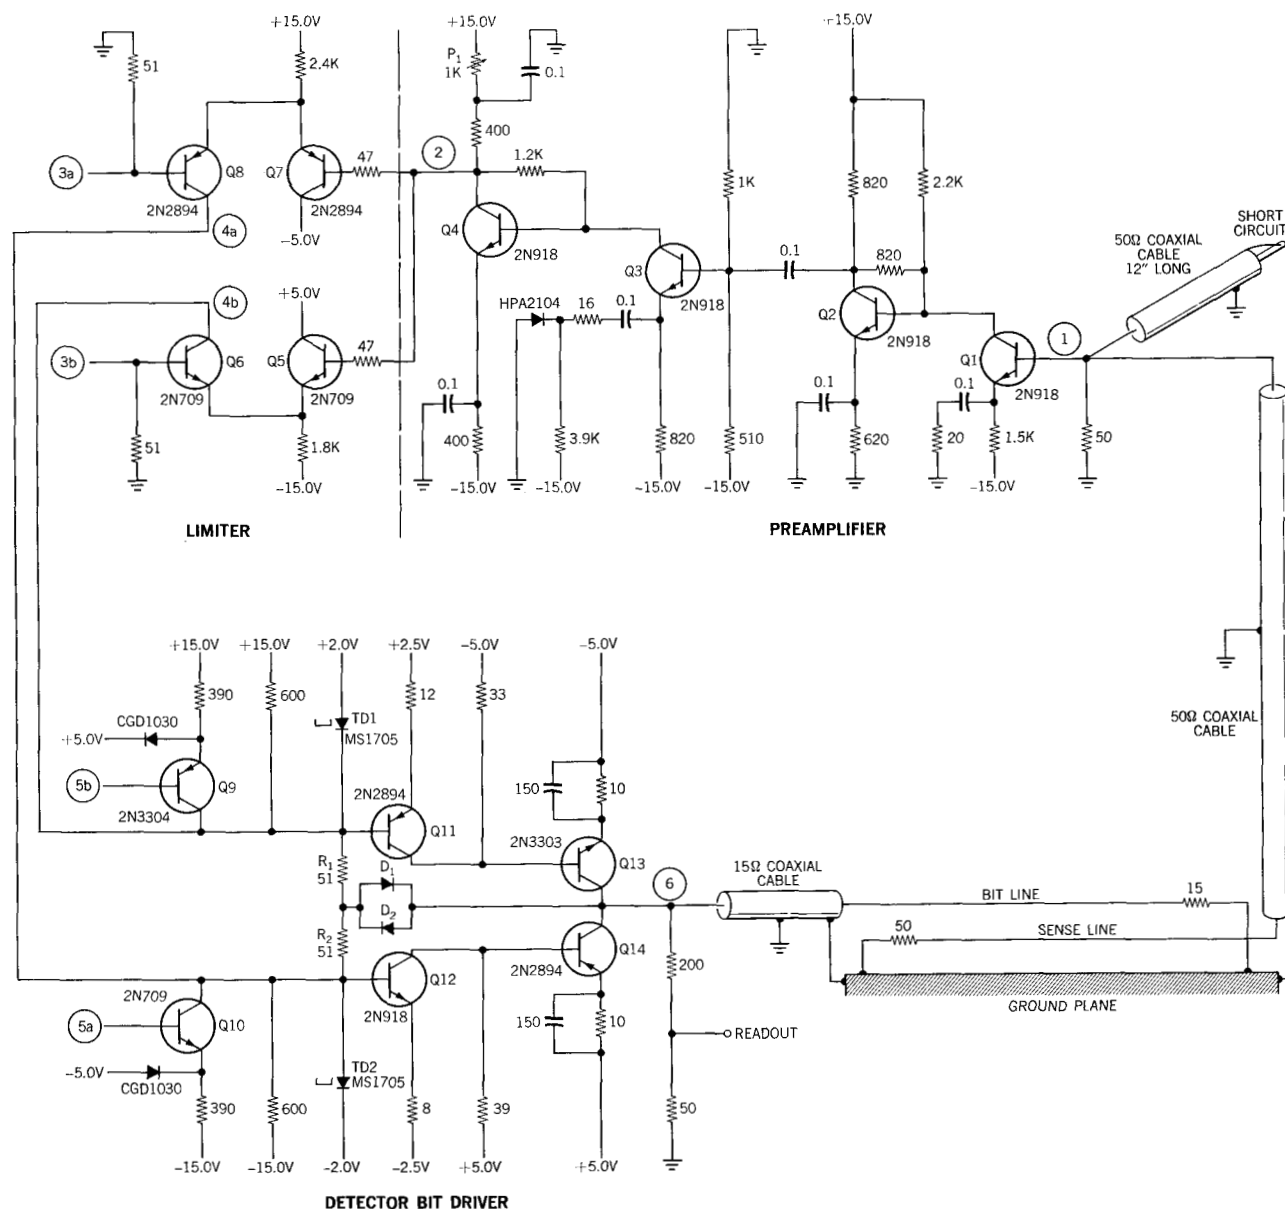 +15.0V
+15.0V
+15.0V
51
2.4K
P1
1K
0.1
400
1.2K
1K
820
2.2K
820
0.1
50Ω COAXIAL
CABLE
12" LONG
SHORT
CIRCUIT
3a
Q8
Q7
47
2
2N2894
2N2894
4a
-5.0V
Q4
2N918
Q3
2N918
Q2
2N918
HPA2104
16
0.1
4b
+5.0V
1
Q1
2N918
3b
Q6
Q5
47
2N709
2N709
0.1
0.1
0.1
51
1.8K
400
3.9K
820
510
620
20
1.5K
50
-15.0V
-15.0V
-15.0V
-15.0V
-15.0V
-15.0V
LIMITER
PREAMPLIFIER
+15.0V
+15.0V
+2.0V
+2.5V
-5.0V
-5.0V
390
600
12
33
CGD1030
TD1
MS1705
+5.0V
50Ω COAXIAL
CABLE
5b
Q9
2N3304
2N2894
Q11
150
10
2N3303
Q13
R1
51
D1
D2
R2
51
6
15Ω COAXIAL
CABLE
BIT LINE
15
50
SENSE LINE
2N2894
Q14
200
GROUND PLANE
2N709
5a
Q10
Q12
2N918
150
10
READOUT
-5.0V
CGD1030
TD2
MS1705
390
600
8
39
50
-15.0V
-15.0V
-2.0V
-2.5V
+5.0V
+5.0V
DETECTOR BIT DRIVER